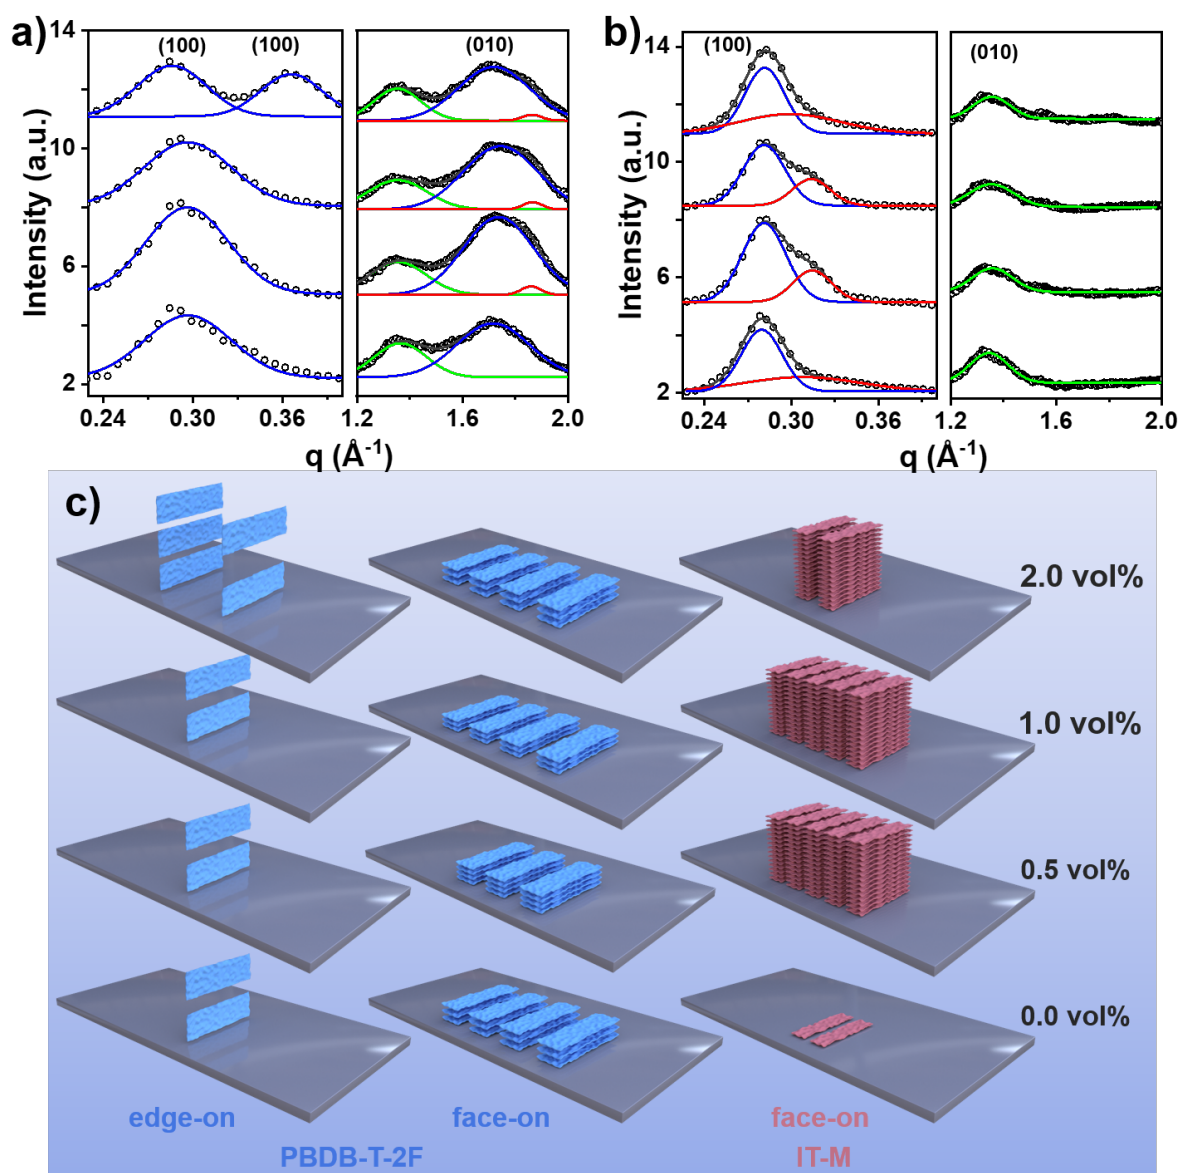 a)
(100)
(100)
(010)
14
10
6
2
Intensity (a.u.)
0.24
0.30
0.36
1.2
1.6
2.0
q (Å-1)
b)
(100)
(010)
14
10
6
2
Intensity (a.u.)
0.24
0.30
0.36
1.2
1.6
2.0
q (Å-1)
c)
2.0 vol%
1.0 vol%
0.5 vol%
0.0 vol%
edge-on
face-on
face-on
PBDB-T-2F
IT-M